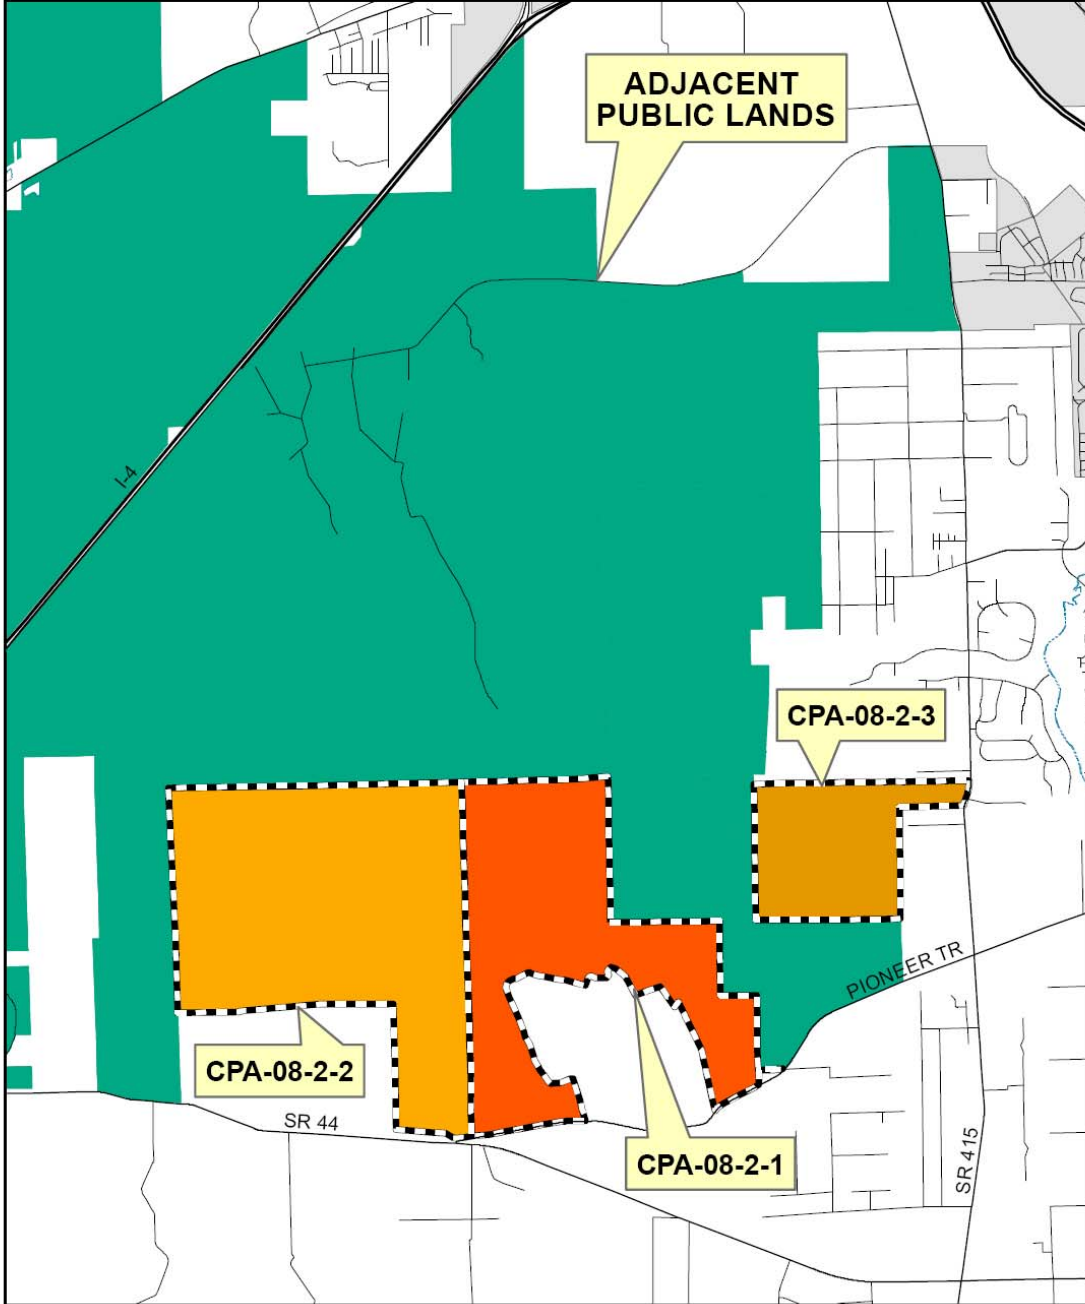 ADJACENT
PUBLIC LANDS
I-4
CPA-08-2-3
PIONEER TR
CPA-08-2-2
SR 44
CPA-08-2-1
SR 415